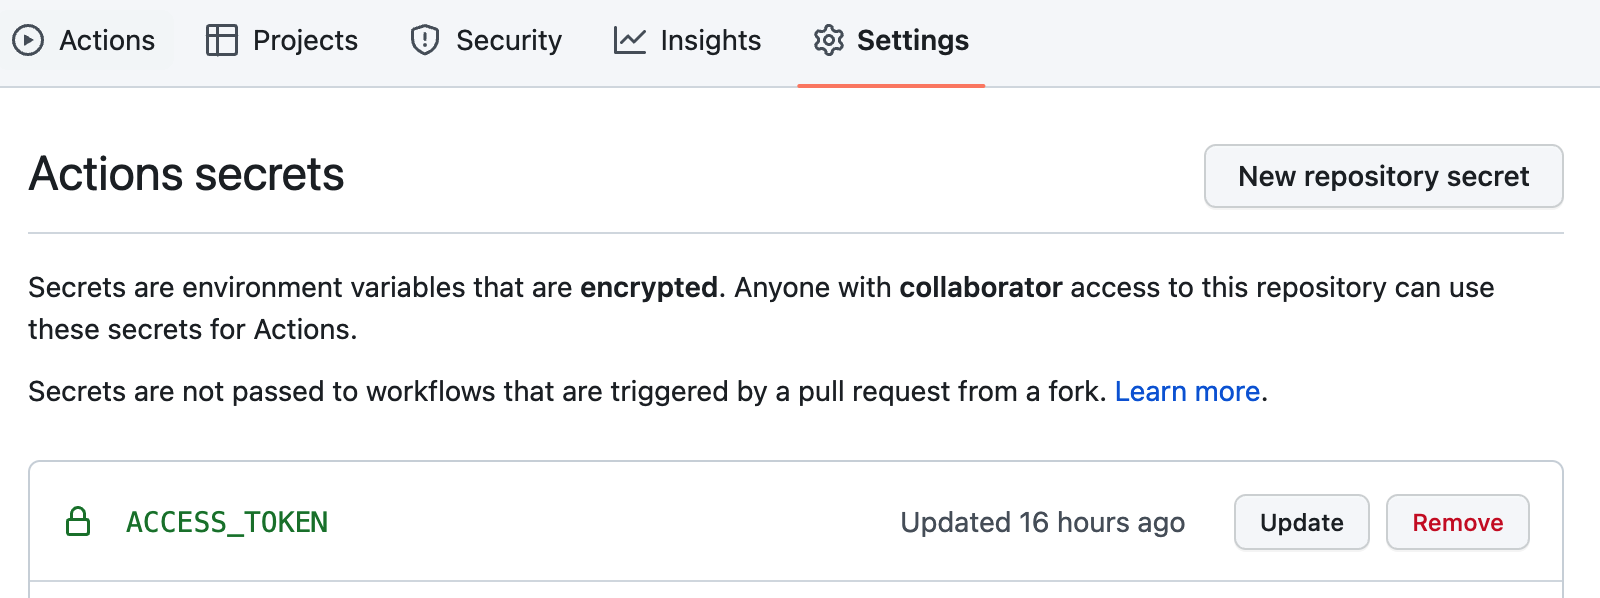 Actions Projects Security Insights Settings
Actions secrets New repository secret
Secrets are environment variables that are encrypted. Anyone with collaborator access to this repository can use
these secrets for Actions.
Secrets are not passed to workflows that are triggered by a pull request from a fork. Learn more.
ACCESS_TOKEN Updated 16 hours ago Update Remove